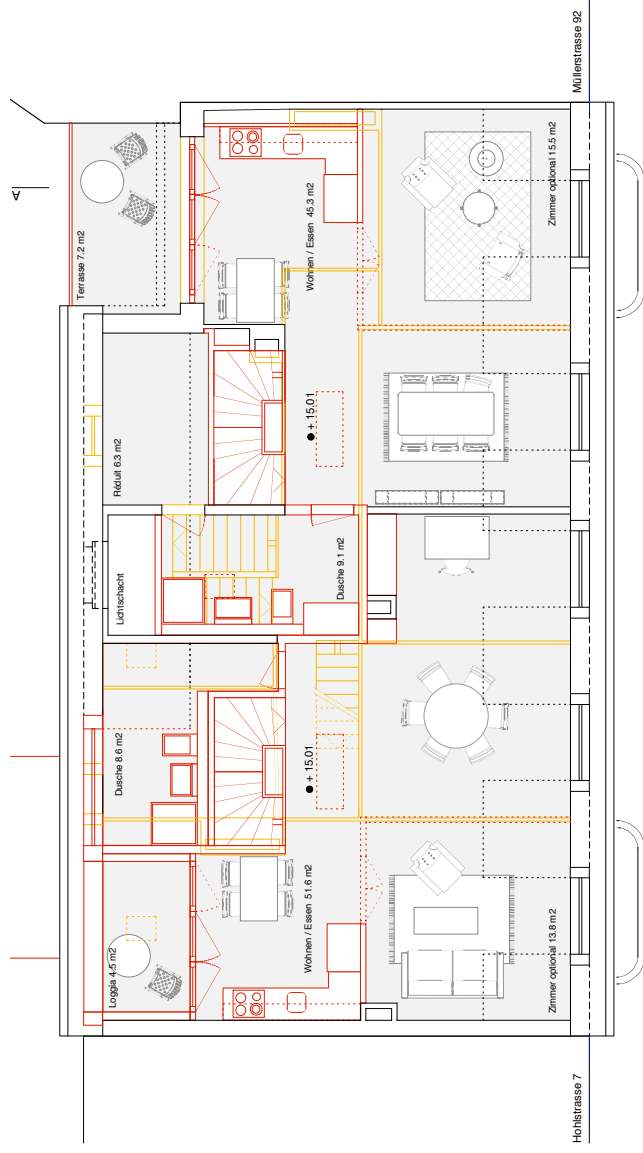 Müllerstrasse 92
A
Terrasse 7.2 m2
Wohnen / Essen 45.3 m2
Zimmer optional 15.5 m2
Réduit 6.3 m2
+ 15.01
Lichtschacht
Dusche 9.1 m2
Dusche 8.6 m2
+ 15.01
Loggia 4.5 m2
Wohnen / Essen 51.6 m2
Zimmer optional 13.8 m2
Hohlstrasse 7